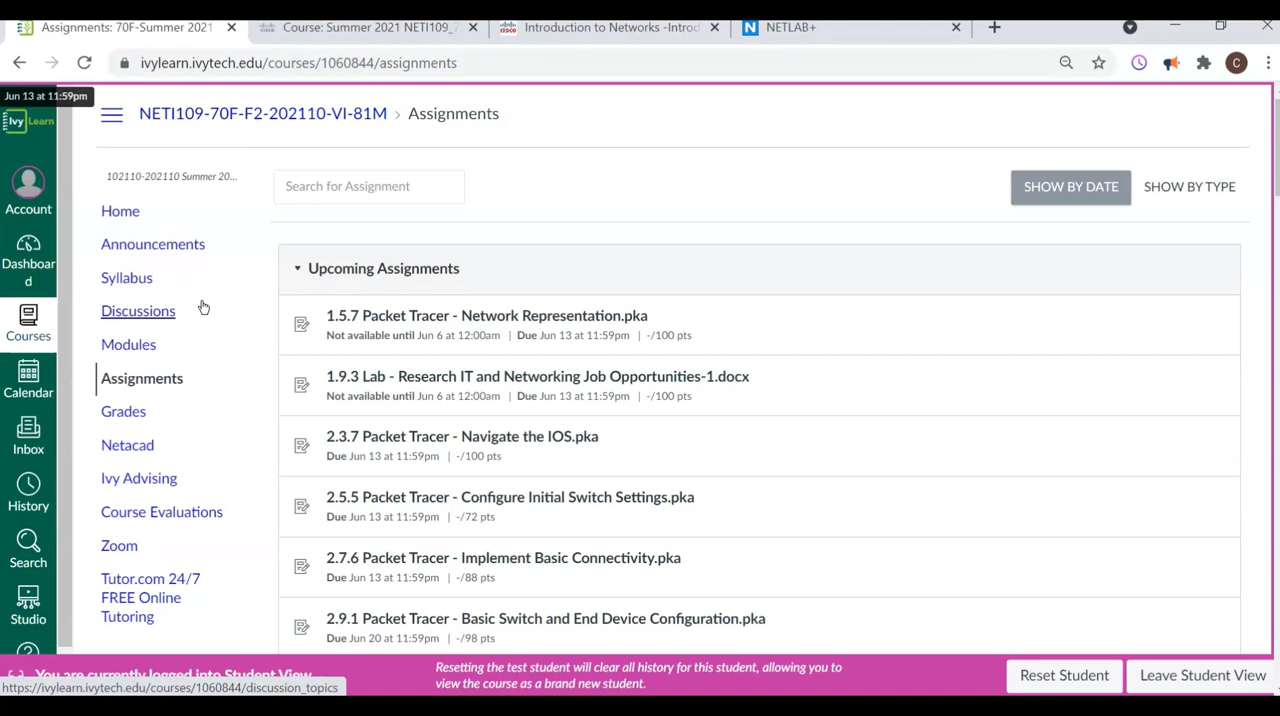 Assignments: 70F-Summer 2021
Course: Summer 2021 NETI109_7
Introduction to Networks -Introd
NETLAB+
ivylearn.ivytech.edu/courses/1060844/assignments
C
Jun 13 at 11:59pm
Ivy Learn
NETI109-70F-F2-202110-VI-81M > Assignments
102110-202110 Summer 20...
Search for Assignment
SHOW BY DATE
SHOW BY TYPE
Account
Dashboar
d
Courses
Calendar
Inbox
History
Search
Studio
Home
Announcements
Syllabus
Discussions
Modules
Assignments
Grades
Netacad
Ivy Advising
Course Evaluations
Zoom
Tutor.com 24/7
FREE Online
Tutoring
Upcoming Assignments
1.5.7 Packet Tracer - Network Representation.pka
Not available until Jun 6 at 12:00am | Due Jun 13 at 11:59pm | -/100 pts
1.9.3 Lab - Research IT and Networking Job Opportunities-1.docx
Not available until Jun 6 at 12:00am | Due Jun 13 at 11:59pm | -/100 pts
2.3.7 Packet Tracer - Navigate the IOS.pka
Due Jun 13 at 11:59pm | -/100 pts
2.5.5 Packet Tracer - Configure Initial Switch Settings.pka
Due Jun 13 at 11:59pm | -/72 pts
2.7.6 Packet Tracer - Implement Basic Connectivity.pka
Due Jun 13 at 11:59pm | -/88 pts
2.9.1 Packet Tracer - Basic Switch and End Device Configuration.pka
Due Jun 20 at 11:59pm | -/98 pts
You are currently logged into Student View
Resetting the test student will clear all history for this student, allowing you to
view the course as a brand new student.
Reset Student
Leave Student View
https://ivylearn.ivytech.edu/courses/1060844/discussion_topics